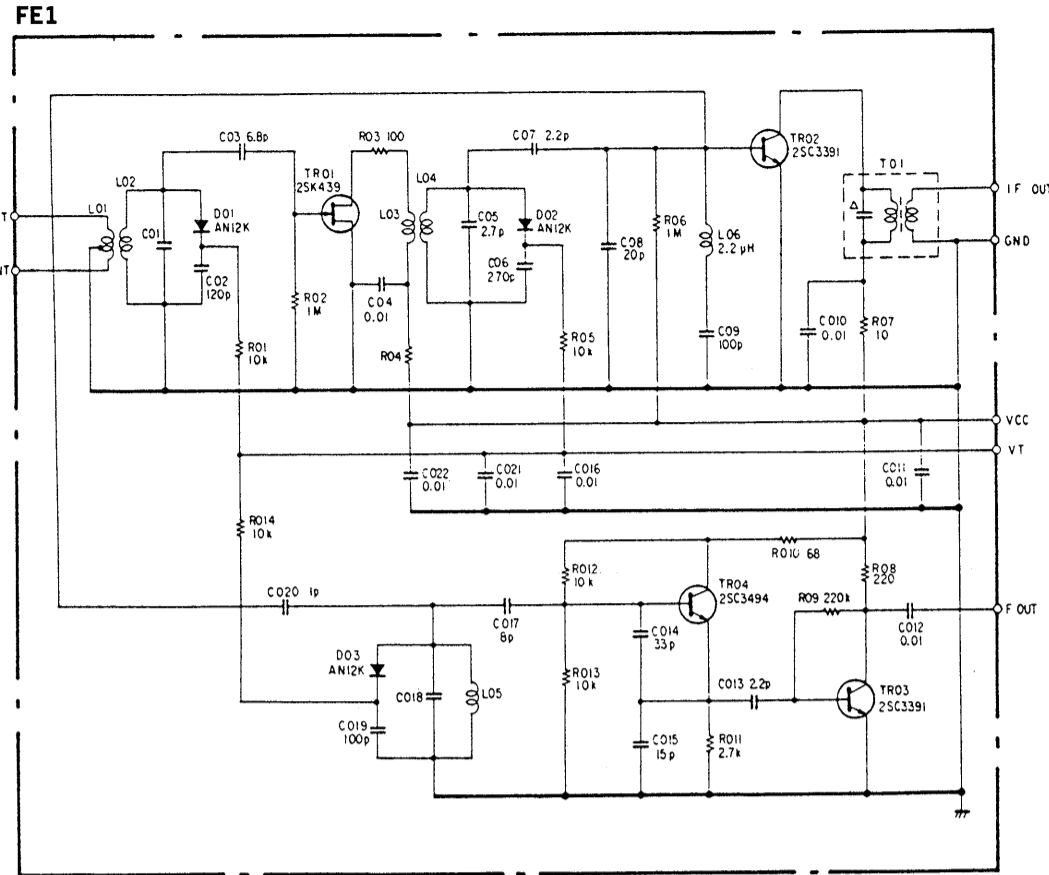 FE1
T
NT
L01
L02
C01
C03 6.8p
D01
AN12K
C02
120p
R01
10k
R02
1M
TR01
2SK439
R03 100
C04
0.01
L03
L04
R04
C05
2.7p
D02
AN12K
C06
270p
R05
10k
C07 2.2p
C08
20p
R06
1M
L06
2.2μH
C09
100p
TR02
2SC3391
T01
Δ
IF OUT
GND
C010
0.01
R07
10
VCC
VT
C022
0.01
C021
0.01
C016
0.01
C011
0.01
R014
10k
C020 1p
C017
8p
R012
10k
R013
10k
D03
AN12K
C019
100p
C018
L05
C014
33p
C015
15p
TR04
2SC3494
R010 68
R011
2.7k
C013 2.2p
R09 220k
R08
220
C012
0.01
F OUT
TR03
2SC3391